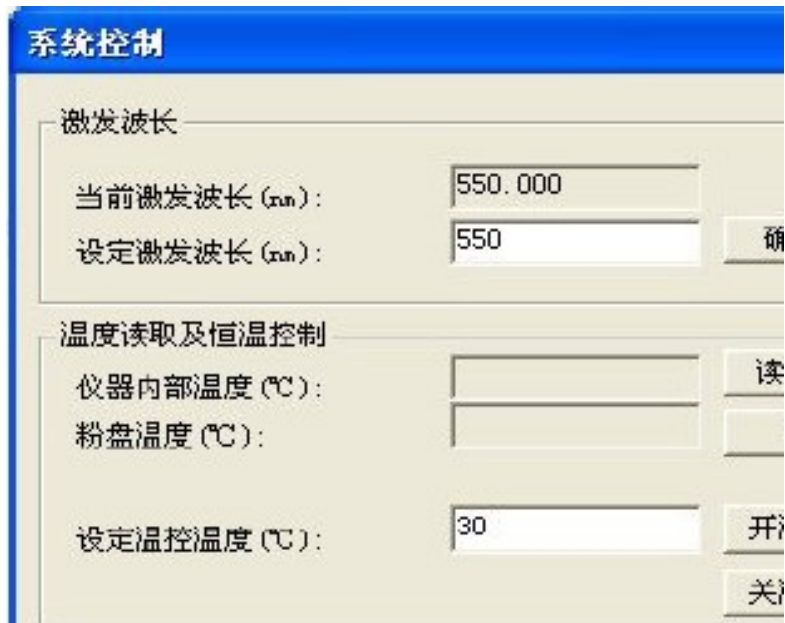 系统控制
激发波长
当前激发波长(nm): 550.000
设定激发波长(nm): 550 确
温度读取及恒温控制
仪器内部温度(℃): 读
粉盘温度(℃):
设定温控温度(℃): 30 开
关